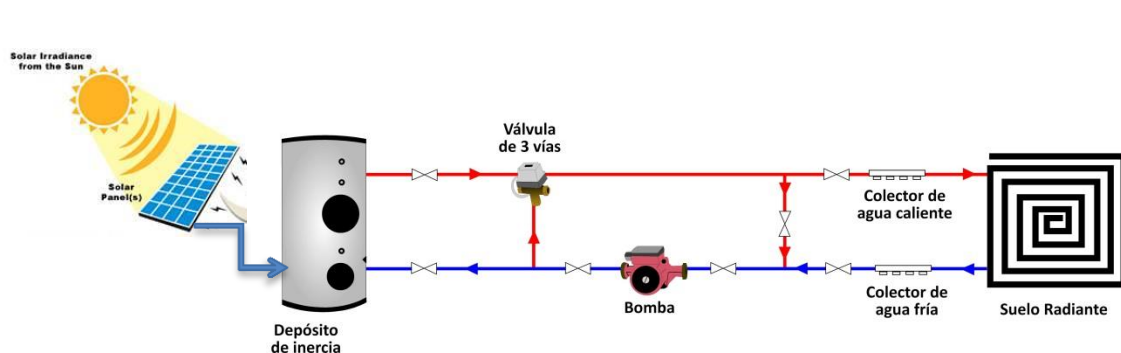 Solar Irradiance
from the Sun
Solar
Panel(s)
Válvula
de 3 vías
Colector de
agua caliente
Bomba
Colector de
agua fría
Suelo Radiante
Depósito
de inercia